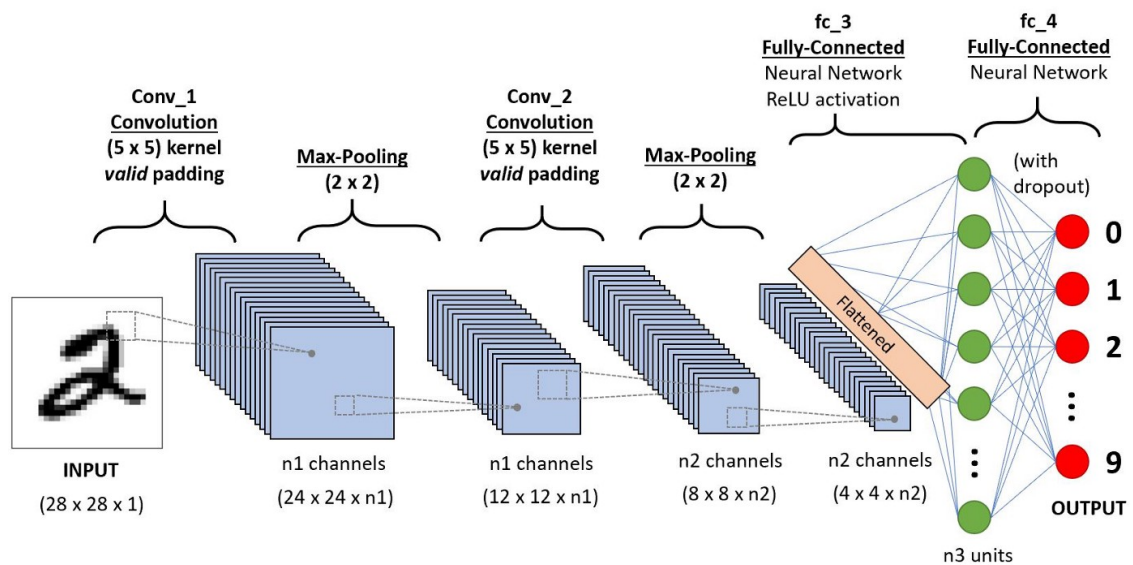 fc_3
Fully-Connected
Neural Network
ReLU activation
fc_4
Fully-Connected
Neural Network
Conv_1
Convolution
(5 x 5) kernel
valid padding
Max-Pooling
(2 x 2)
Conv_2
Convolution
(5 x 5) kernel
valid padding
Max-Pooling
(2 x 2)
(with
dropout)
Flattened
0
1
2
9
OUTPUT
INPUT
(28 x 28 x 1)
n1 channels
(24 x 24 x n1)
n1 channels
(12 x 12 x n1)
n2 channels
(8 x 8 x n2)
n2 channels
(4 x 4 x n2)
n3 units
2